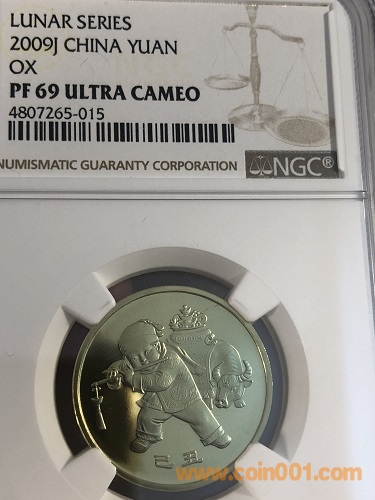 LUNAR SERIES
2009J CHINA YUAN
OX
PF 69 ULTRA CAMEO
4807265-015
NUMISMATIC GUARANTY CORPORATION
NGC®
己丑
www.coin001.com